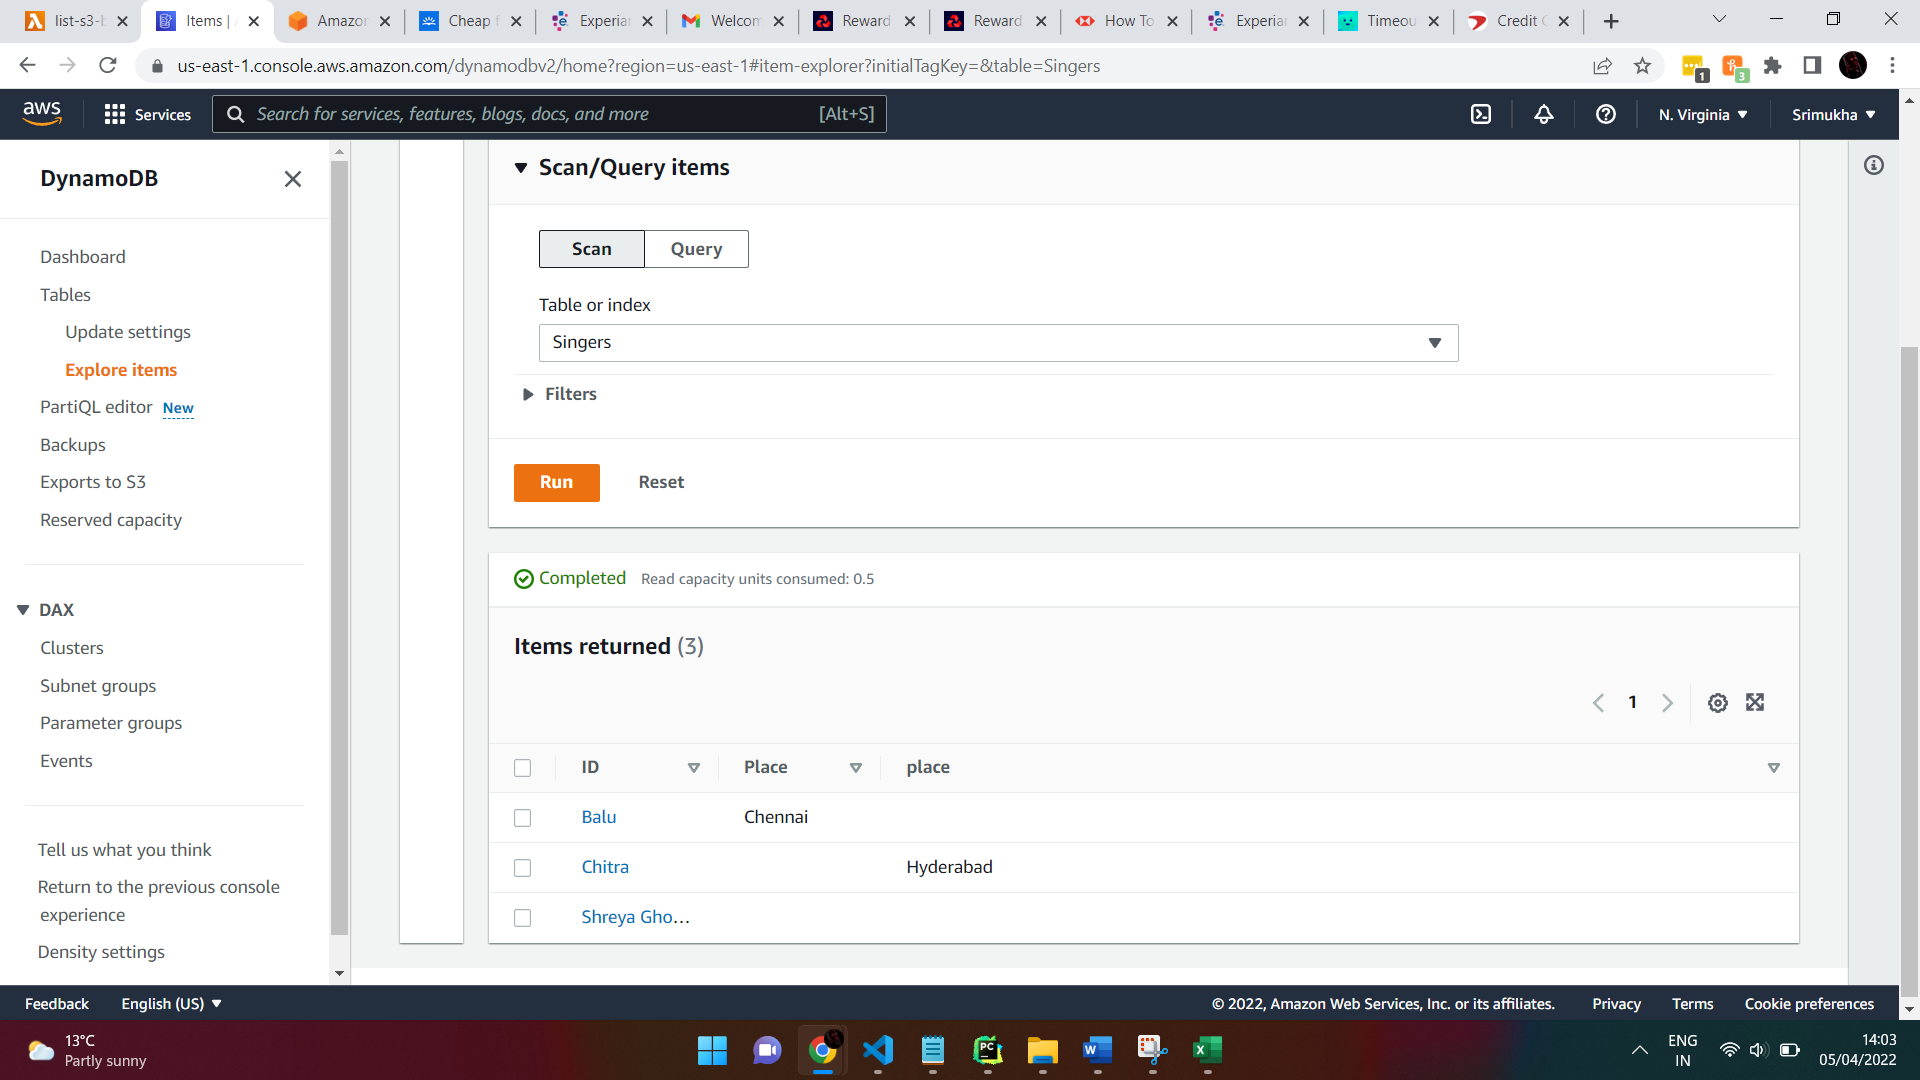 list-s3-b
Items |
Amazon
Cheap f
Experian
Welcom
Reward
Reward
How To
Experian
Timeou
Credit C
us-east-1.console.aws.amazon.com/dynamodbv2/home?region=us-east-1#item-explorer?initialTagKey=&table=Singers
1
3
aws
Services
Search for services, features, blogs, docs, and more
[Alt+S]
N. Virginia
Srimukha
DynamoDB
Dashboard
Tables
Update settings
Explore items
PartiQL editor New
Backups
Exports to S3
Reserved capacity
DAX
Clusters
Subnet groups
Parameter groups
Events
Tell us what you think
Return to the previous console
experience
Density settings
Scan/Query items
Scan
Query
Table or index
Singers
Filters
Run
Reset
Completed
Read capacity units consumed: 0.5
Items returned (3)
1
ID
Place
place
Balu
Chennai
Chitra
Hyderabad
Shreya Gho…
Feedback
English (US)
© 2022, Amazon Web Services, Inc. or its affiliates.
Privacy
Terms
Cookie preferences
13°C
Partly sunny
PC
W
X
ENG
IN
14:03
05/04/2022